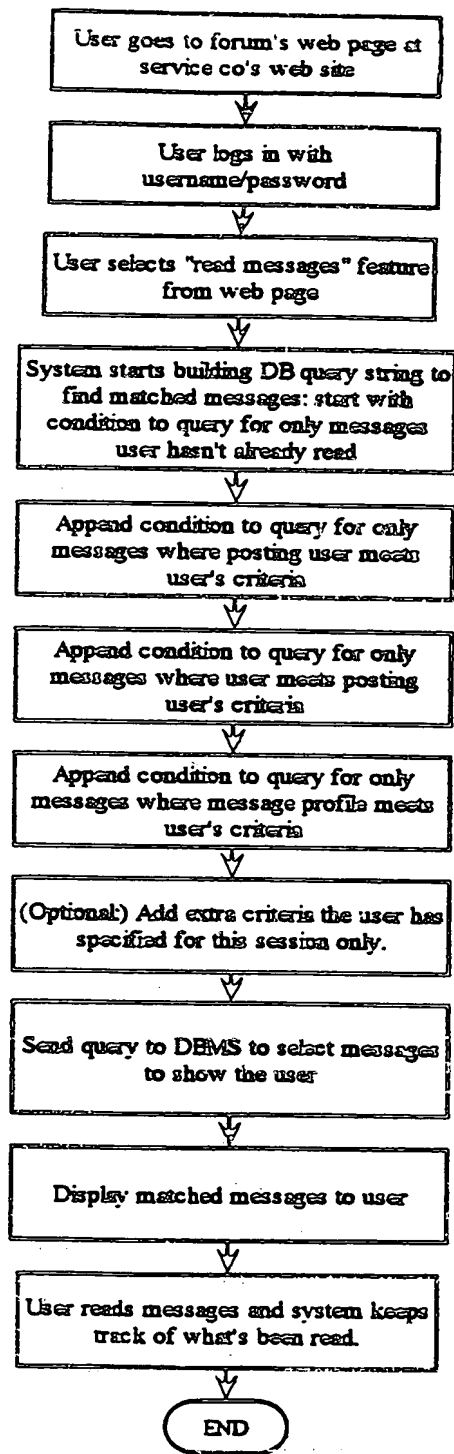 User goes to forum's web page at
service co's web site
User logs in with
username/password
User selects "read messages" feature
from web page
System starts building DB query string to
find matched messages: start with
condition to query for only messages
user hasn't already read
Append condition to query for only
messages where posting user meets
user's criteria
Append condition to query for only
messages where user meets posting
user's criteria
Append condition to query for only
messages where message profile meets
user's criteria
(Optional:) Add extra criteria the user has
specified for this session only.
Send query to DBMS to select messages
to show the user
Display matched messages to user
User reads messages and system keeps
track of what's been read.
END